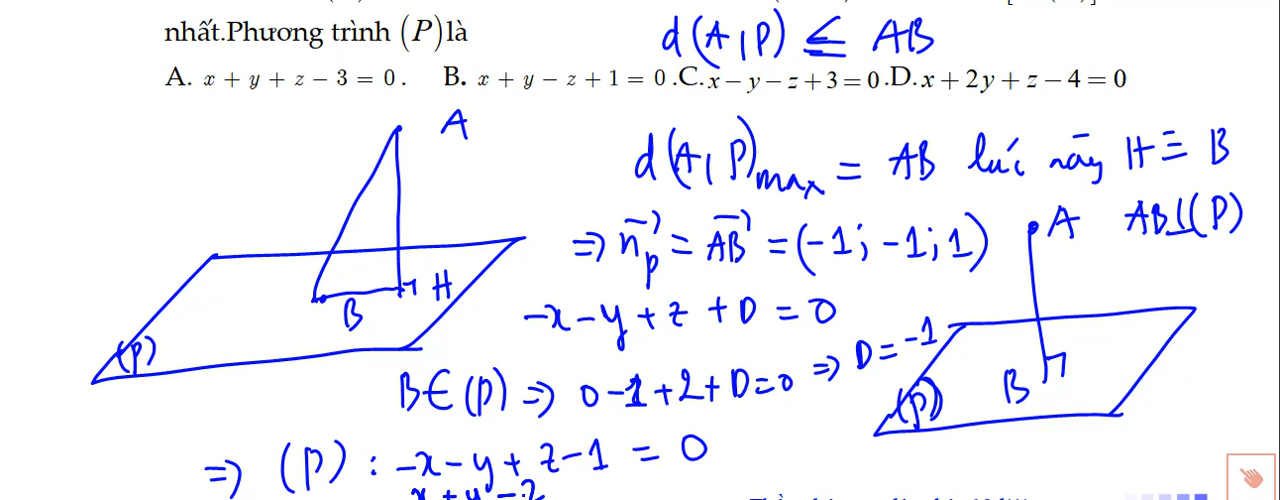 nhất.Phương trình (P)là
d(A, P) ≤ AB
A. x + y + z − 3 = 0 . B. x + y − z + 1 = 0 .C. x − y − z + 3 = 0 .D. x + 2y + z − 4 = 0
A
d(A, P)max = AB lúc này H ≡ B
A AB⊥(P)
=> n⃗p = AB⃗ = (-1; -1; 1)
H
B
-x - y + z + D = 0
(P)
B∈(P) => 0 - 1 + 2 + D = 0 => D = -1
B
(P)
=> (P) : -x - y + z - 1 = 0